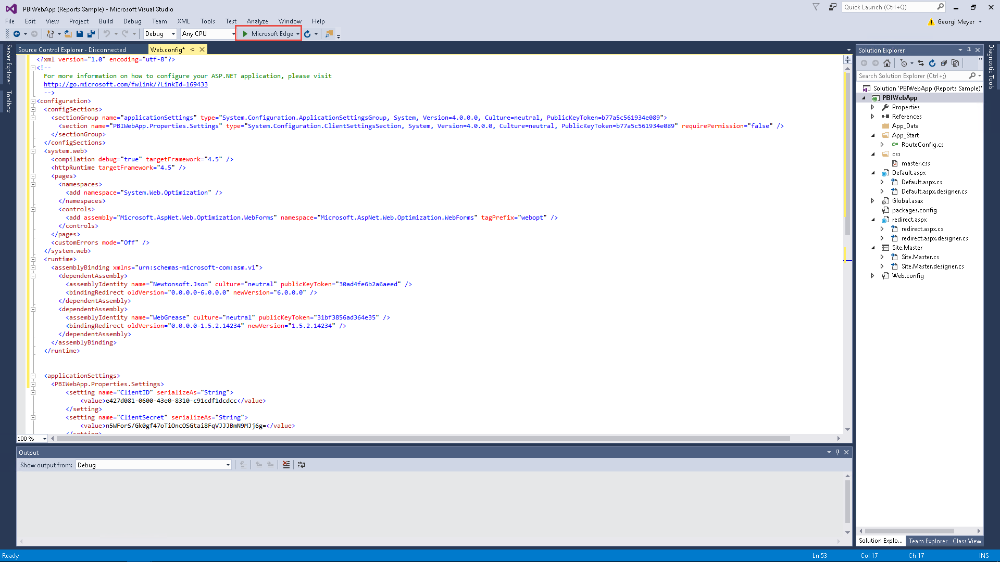 PBIWebApp (Reports Sample) - Microsoft Visual Studio
Quick Launch (Ctrl+Q)
File Edit View Project Build Debug Team XML Tools Test Analyze Window Help
Georgi Meyer
Debug Any CPU Microsoft Edge
Server Explorer
Toolbox
Source Control Explorer - Disconnected Web.config*
<?xml version="1.0" encoding="utf-8"?>
<!--
For more information on how to configure your ASP.NET application, please visit
http://go.microsoft.com/fwlink/?LinkId=169433
-->
<configuration>
<configSections>
<sectionGroup name="applicationSettings" type="System.Configuration.ApplicationSettingsGroup, System, Version=4.0.0.0, Culture=neutral, PublicKeyToken=b77a5c561934e089">
<section name="PBIWebApp.Properties.Settings" type="System.Configuration.ClientSettingsSection, System, Version=4.0.0.0, Culture=neutral, PublicKeyToken=b77a5c561934e089" requirePermission="false" />
</sectionGroup>
</configSections>
<system.web>
<compilation debug="true" targetFramework="4.5" />
<httpRuntime targetFramework="4.5" />
<pages>
<namespaces>
<add namespace="System.Web.Optimization" />
</namespaces>
<controls>
<add assembly="Microsoft.AspNet.Web.Optimization.WebForms" namespace="Microsoft.AspNet.Web.Optimization.WebForms" tagPrefix="webopt" />
</controls>
</pages>
<customErrors mode="Off" />
</system.web>
<runtime>
<assemblyBinding xmlns="urn:schemas-microsoft-com:asm.v1">
<dependentAssembly>
<assemblyIdentity name="Newtonsoft.Json" culture="neutral" publicKeyToken="30ad4fe6b2a6aeed" />
<bindingRedirect oldVersion="0.0.0.0-6.0.0.0" newVersion="6.0.0.0" />
</dependentAssembly>
<dependentAssembly>
<assemblyIdentity name="WebGrease" culture="neutral" publicKeyToken="31bf3856ad364e35" />
<bindingRedirect oldVersion="0.0.0.0-1.5.2.14234" newVersion="1.5.2.14234" />
</dependentAssembly>
</assemblyBinding>
</runtime>
<applicationSettings>
<PBIWebApp.Properties.Settings>
<setting name="ClientID" serializeAs="String">
<value>e427d081-0600-43e0-8310-c91cdf1dcdcc</value>
</setting>
<setting name="ClientSecret" serializeAs="String">
<value>n5WForS/Gk0gf47oTiOncOSGtai8FqVJJJBmN9MJj6g=</value>
</setting>
100 %
Output
Show output from: Debug
Solution Explorer
Search Solution Explorer (Ctrl+;)
Solution 'PBIWebApp (Reports Sample)'
PBIWebApp
Properties
References
App_Data
App_Start
RouteConfig.cs
css
master.css
Default.aspx
Default.aspx.cs
Default.aspx.designer.cs
Global.asax
packages.config
redirect.aspx
redirect.aspx.cs
redirect.aspx.designer.cs
Site.Master
Site.Master.cs
Site.Master.designer.cs
Web.config
Solution Explo... Team Explorer Class View
Diagnostic Tools
Ready Ln 53 Col 17 Ch 17 INS